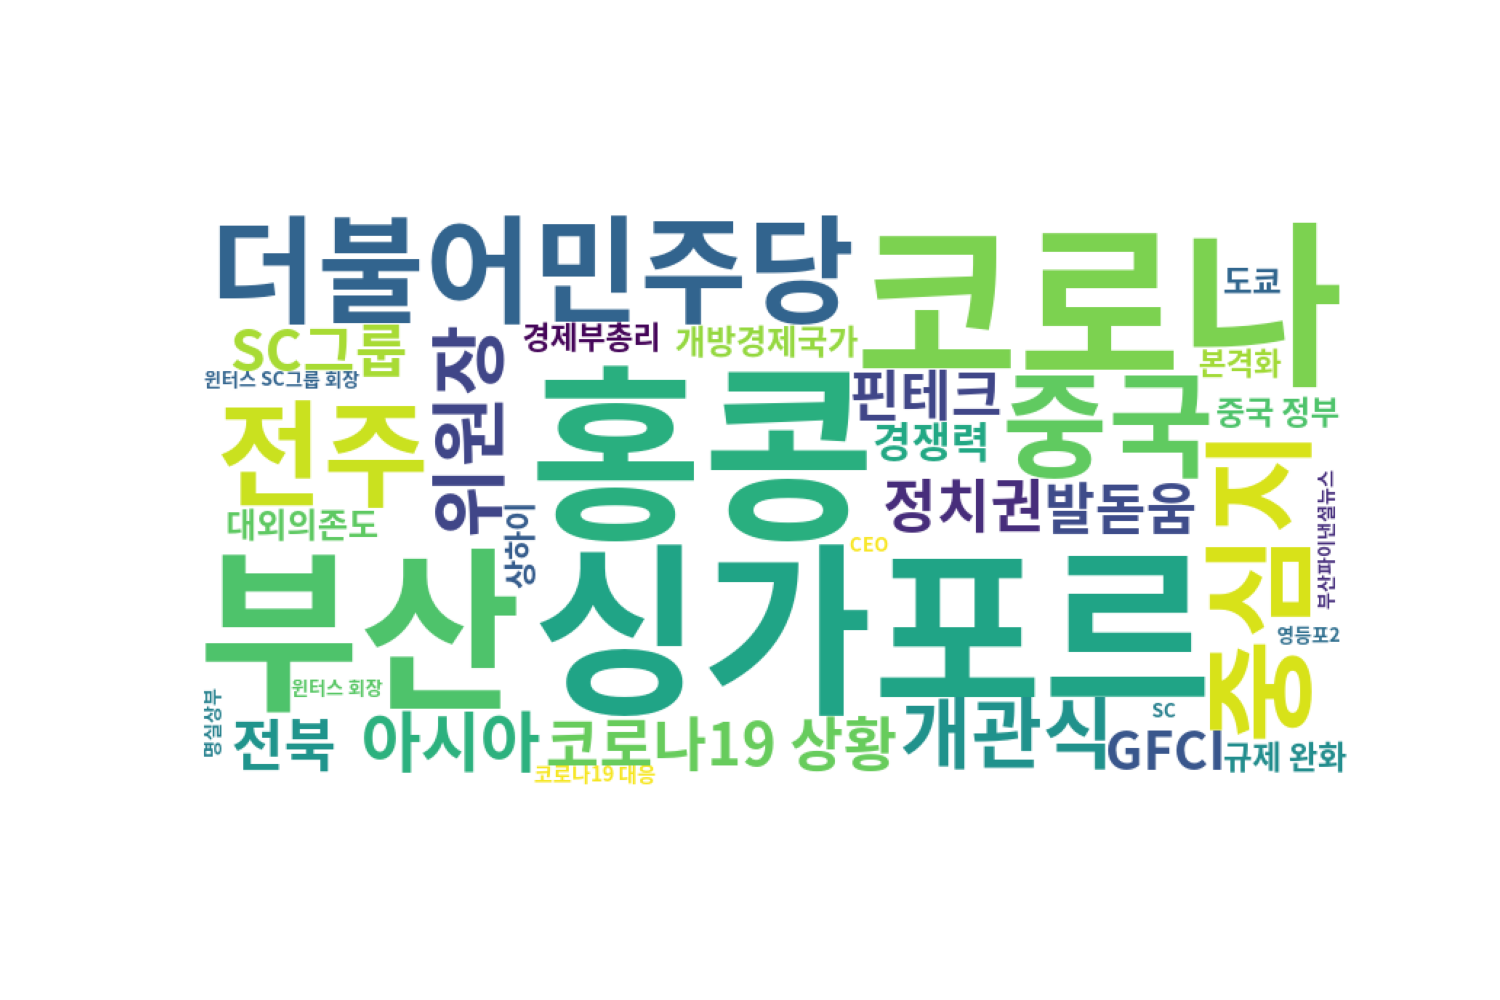 더불어민주당
코로나
도쿄
SC그룹
위원장
경제부총리
개방경제국가
본격화
윈터스 SC그룹 회장
홍콩
핀테크
중국
중국 정부
전주
경쟁력
중심지
정치권
발돋움
부산파이낸셜뉴스
대외의존도
상하이
CEO
부산
싱가포르
영등포2
윈터스 회장
명실상부
전북
아시아
코로나19 상황
개관식
SC
GFCI
규제 완화
코로나19 대응